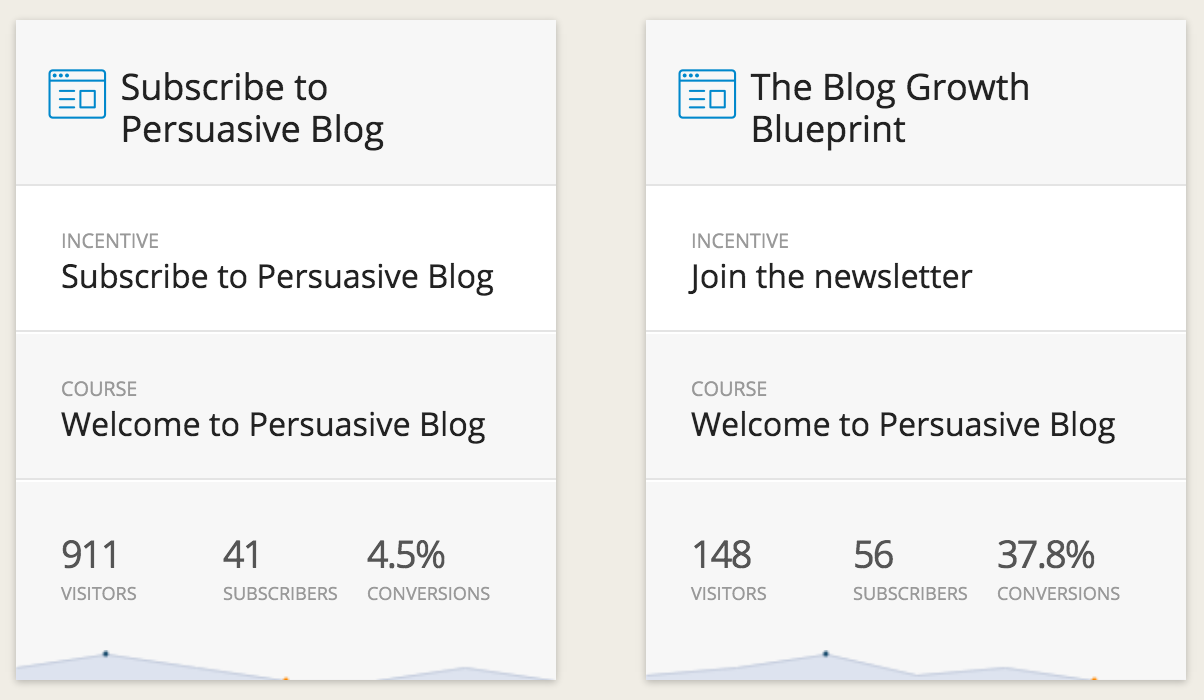 Subscribe to
Persuasive Blog
INCENTIVE
Subscribe to Persuasive Blog
COURSE
Welcome to Persuasive Blog
911 41 4.5%
VISITORS SUBSCRIBERS CONVERSIONS
The Blog Growth
Blueprint
INCENTIVE
Join the newsletter
COURSE
Welcome to Persuasive Blog
148 56 37.8%
VISITORS SUBSCRIBERS CONVERSIONS